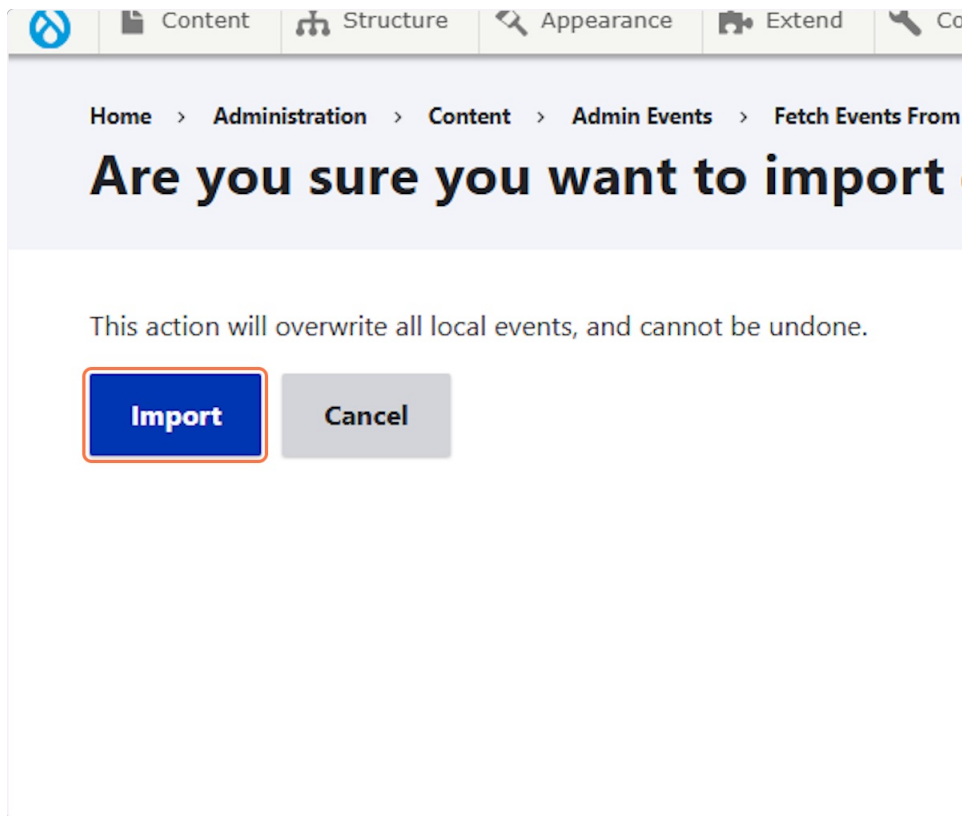 Content Structure Appearance Extend Co
Home > Administration > Content > Admin Events > Fetch Events From
Are you sure you want to import
This action will overwrite all local events, and cannot be undone.
Import Cancel